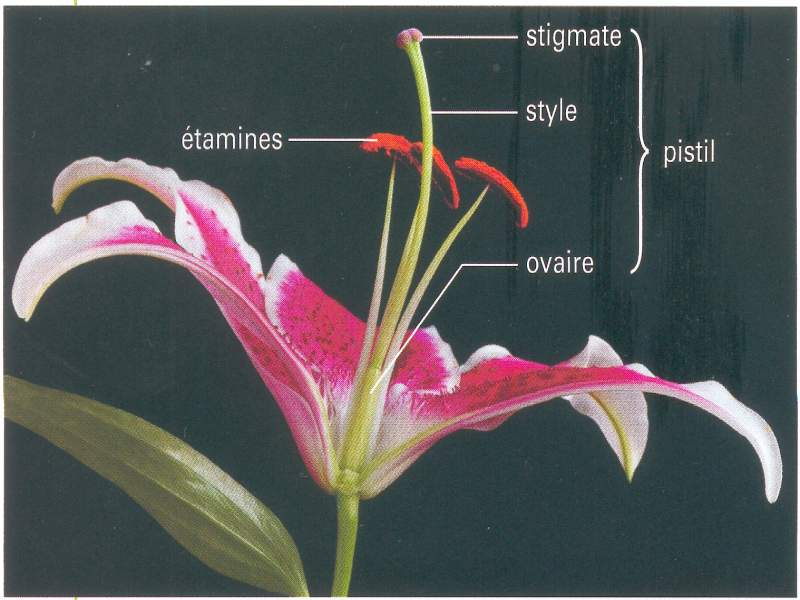 stigmate
style
étamines
pistil
ovaire